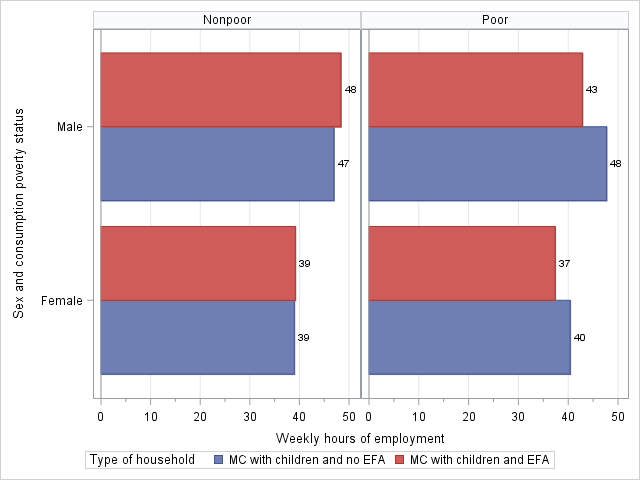 Nonpoor
Poor
Sex and consumption poverty status
Male
48
47
43
48
Female
39
39
37
40
0 10 20 30 40 50 0 10 20 30 40 50
Weekly hours of employment
Type of household MC with children and no EFA MC with children and EFA